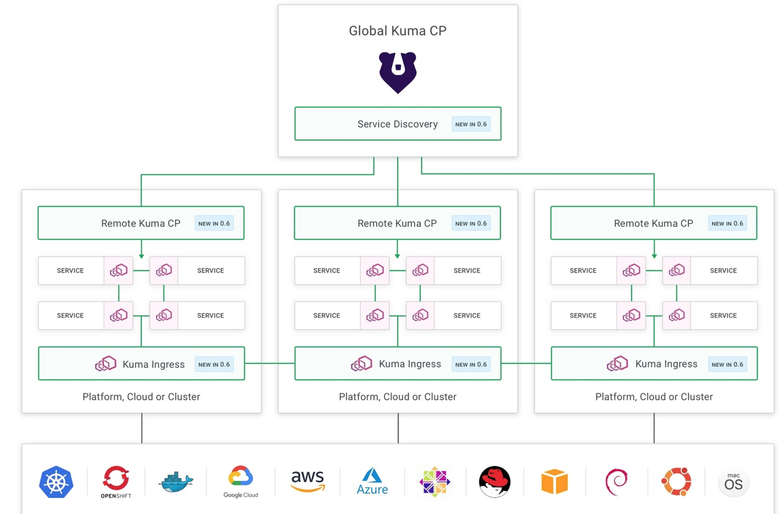 Global Kuma CP
Service Discovery NEW IN 0.6
Remote Kuma CP NEW IN 0.6
SERVICE SERVICE
SERVICE SERVICE
Kuma Ingress NEW IN 0.6
Platform, Cloud or Cluster
Remote Kuma CP NEW IN 0.6
SERVICE SERVICE
SERVICE SERVICE
Kuma Ingress NEW IN 0.6
Platform, Cloud or Cluster
Remote Kuma CP NEW IN 0.6
SERVICE SERVICE
SERVICE SERVICE
Kuma Ingress NEW IN 0.6
Platform, Cloud or Cluster
OPENSHIFT
Google Cloud
aws
Azure
mac
OS